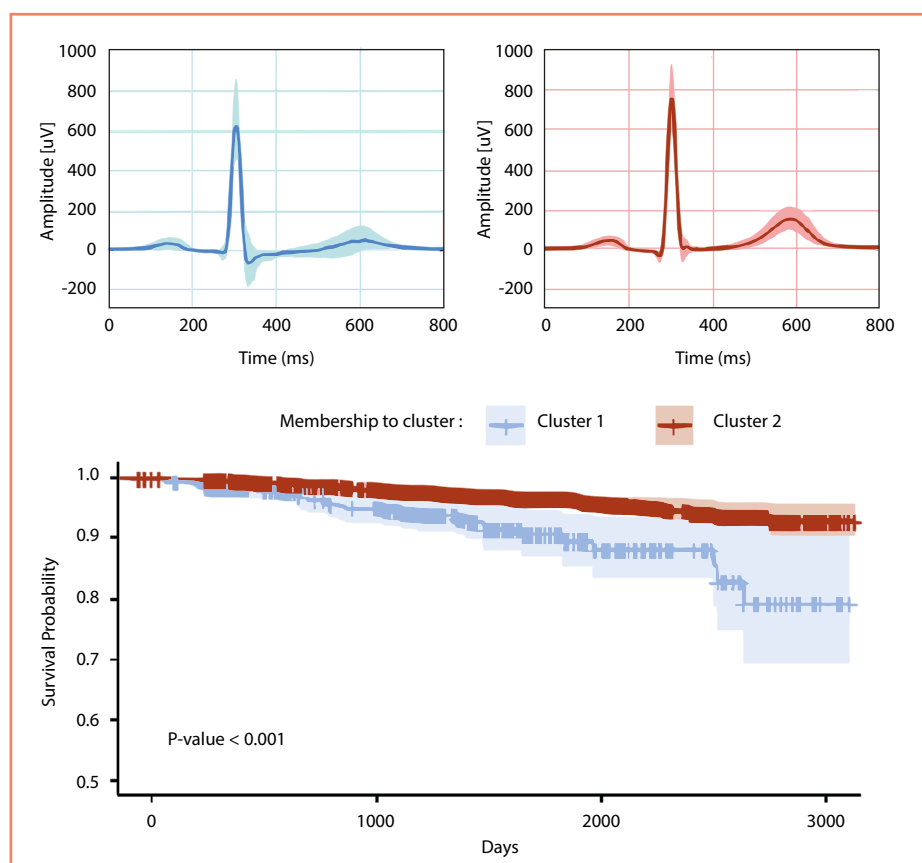 1000
800
600
400
200
0
-200
Amplitude [uV]
0 200 400 600 800
Time (ms)
1000
800
600
400
200
0
-200
Amplitude [uV]
0 200 400 600 800
Time (ms)
Membership to cluster : Cluster 1 Cluster 2
1.0
0.9
0.8
0.7
0.6
0.5
Survival Probability
P-value < 0.001
0 1000 2000 3000
Days